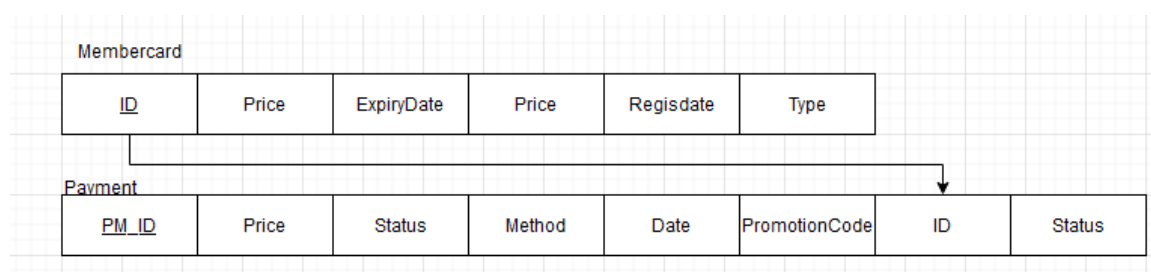 Membercard
ID Price ExpiryDate Price Regisdate Type
Payment
PM_ID Price Status Method Date PromotionCode ID Status